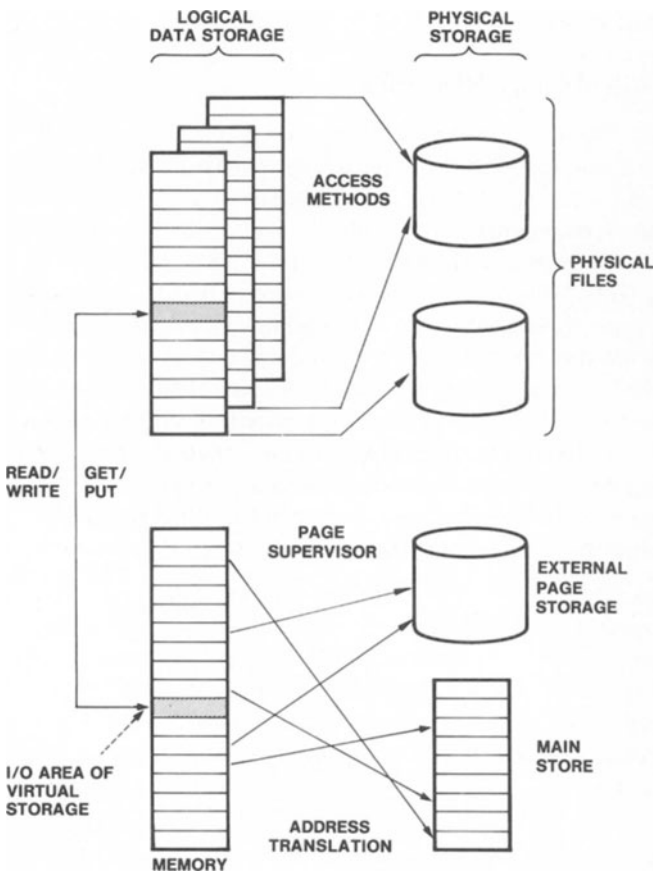 LOGICAL
DATA STORAGE
PHYSICAL
STORAGE
ACCESS
METHODS
PHYSICAL
FILES
READ/
WRITE
GET/
PUT
PAGE
SUPERVISOR
EXTERNAL
PAGE
STORAGE
I/O AREA OF
VIRTUAL
STORAGE
MAIN
STORE
ADDRESS
TRANSLATION
MEMORY